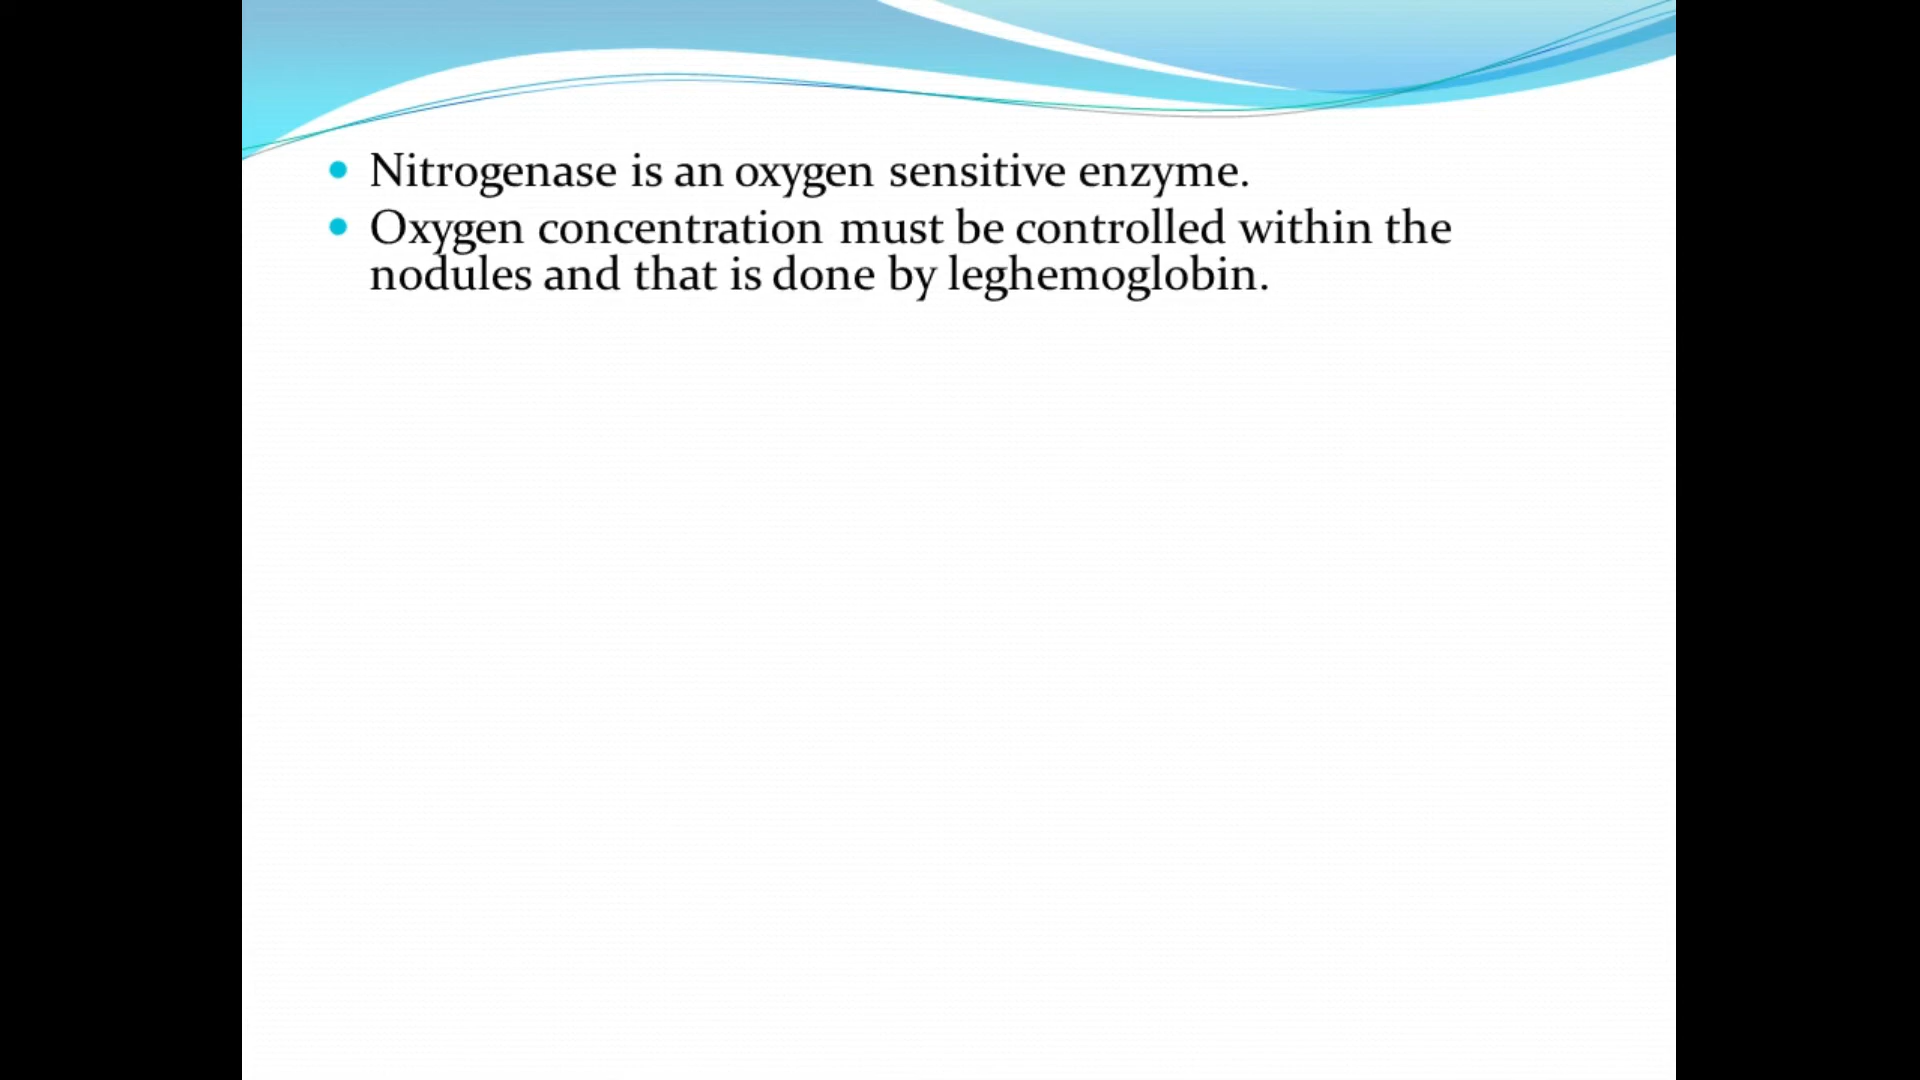 • Nitrogenase is an oxygen sensitive enzyme.
• Oxygen concentration must be controlled within the
nodules and that is done by leghemoglobin.